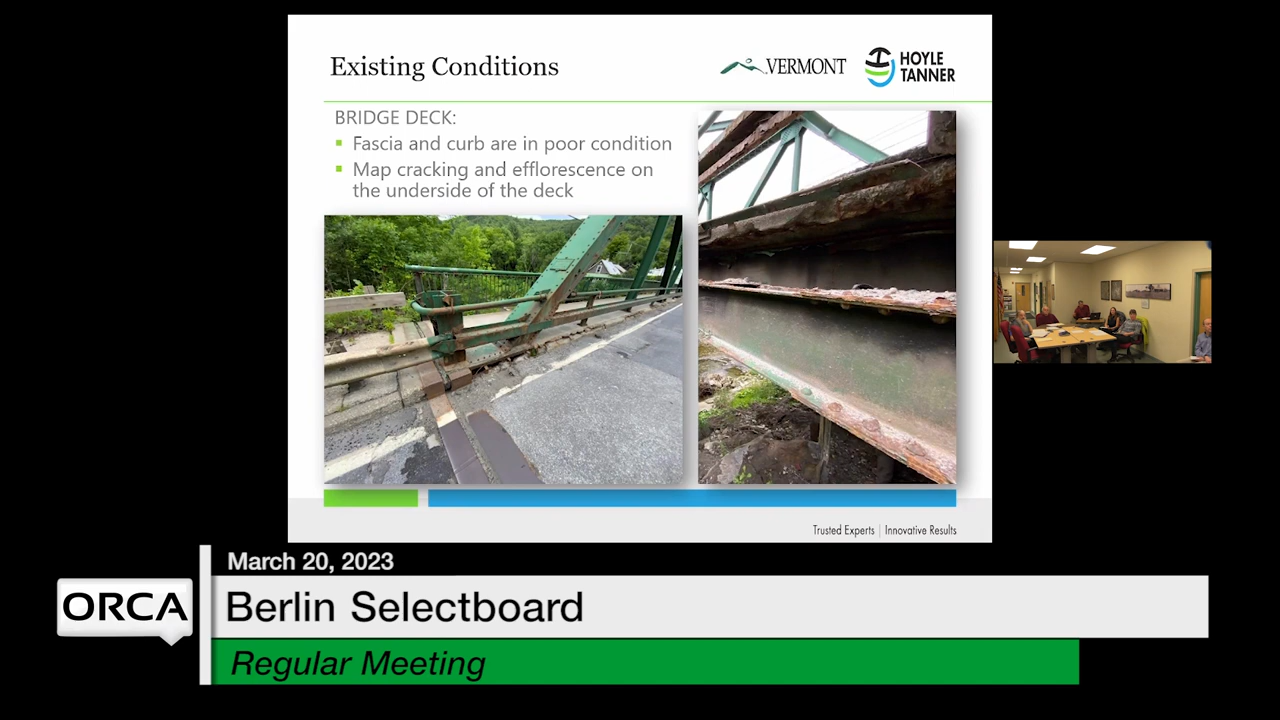 Existing Conditions
VERMONT
HOYLE
TANNER
BRIDGE DECK:
Fascia and curb are in poor condition
Map cracking and efflorescence on
the underside of the deck
Trusted Experts | Innovative Results
March 20, 2023
ORCA
Berlin Selectboard
Regular Meeting